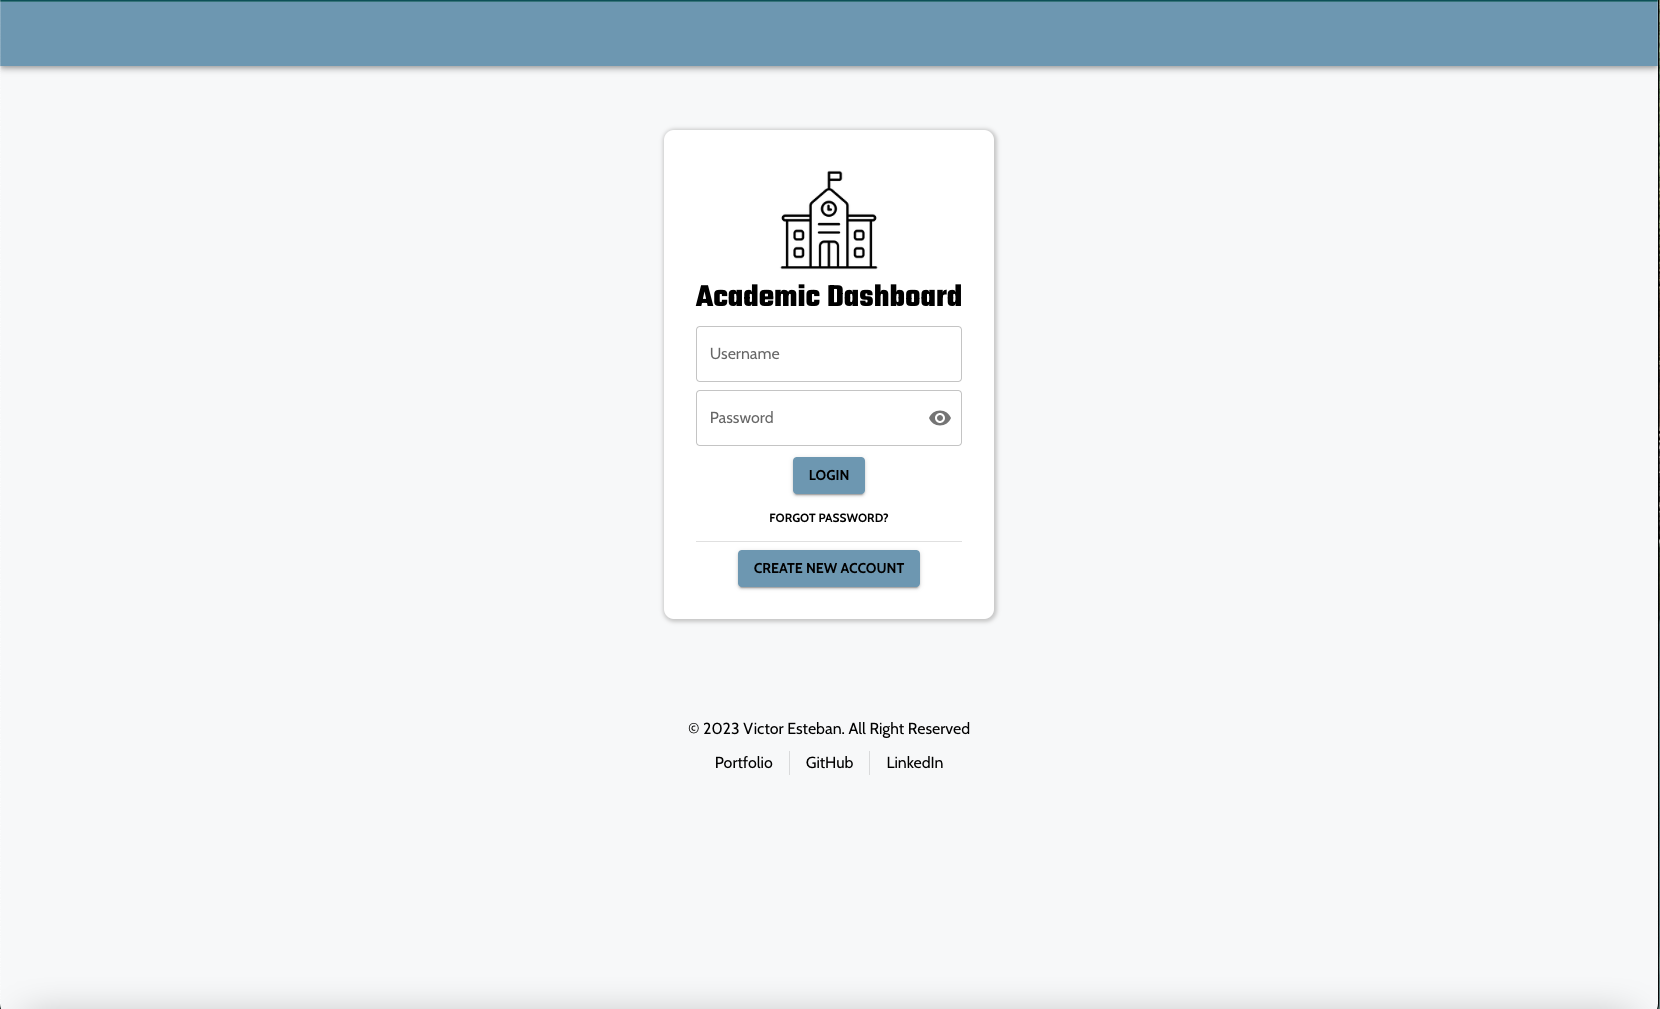 Academic Dashboard
Username
Password
LOGIN
FORGOT PASSWORD?
CREATE NEW ACCOUNT
© 2023 Victor Esteban. All Right Reserved
Portfolio GitHub LinkedIn